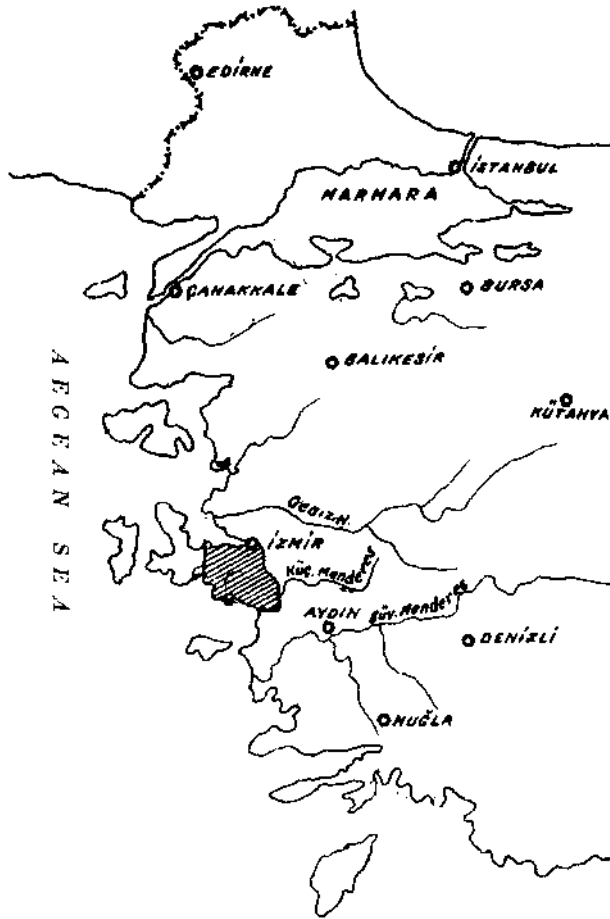 EDİRNE
İSTANBUL
MARMARA
ÇANAKKALE
BURSA
BALIKESİR
KÜTAHYA
AEGEAN SEA
GEDİZ N.
İZMİR
Küç. Menderes
AYDIN
Büy. Menderes
DENİZLİ
MUĞLA